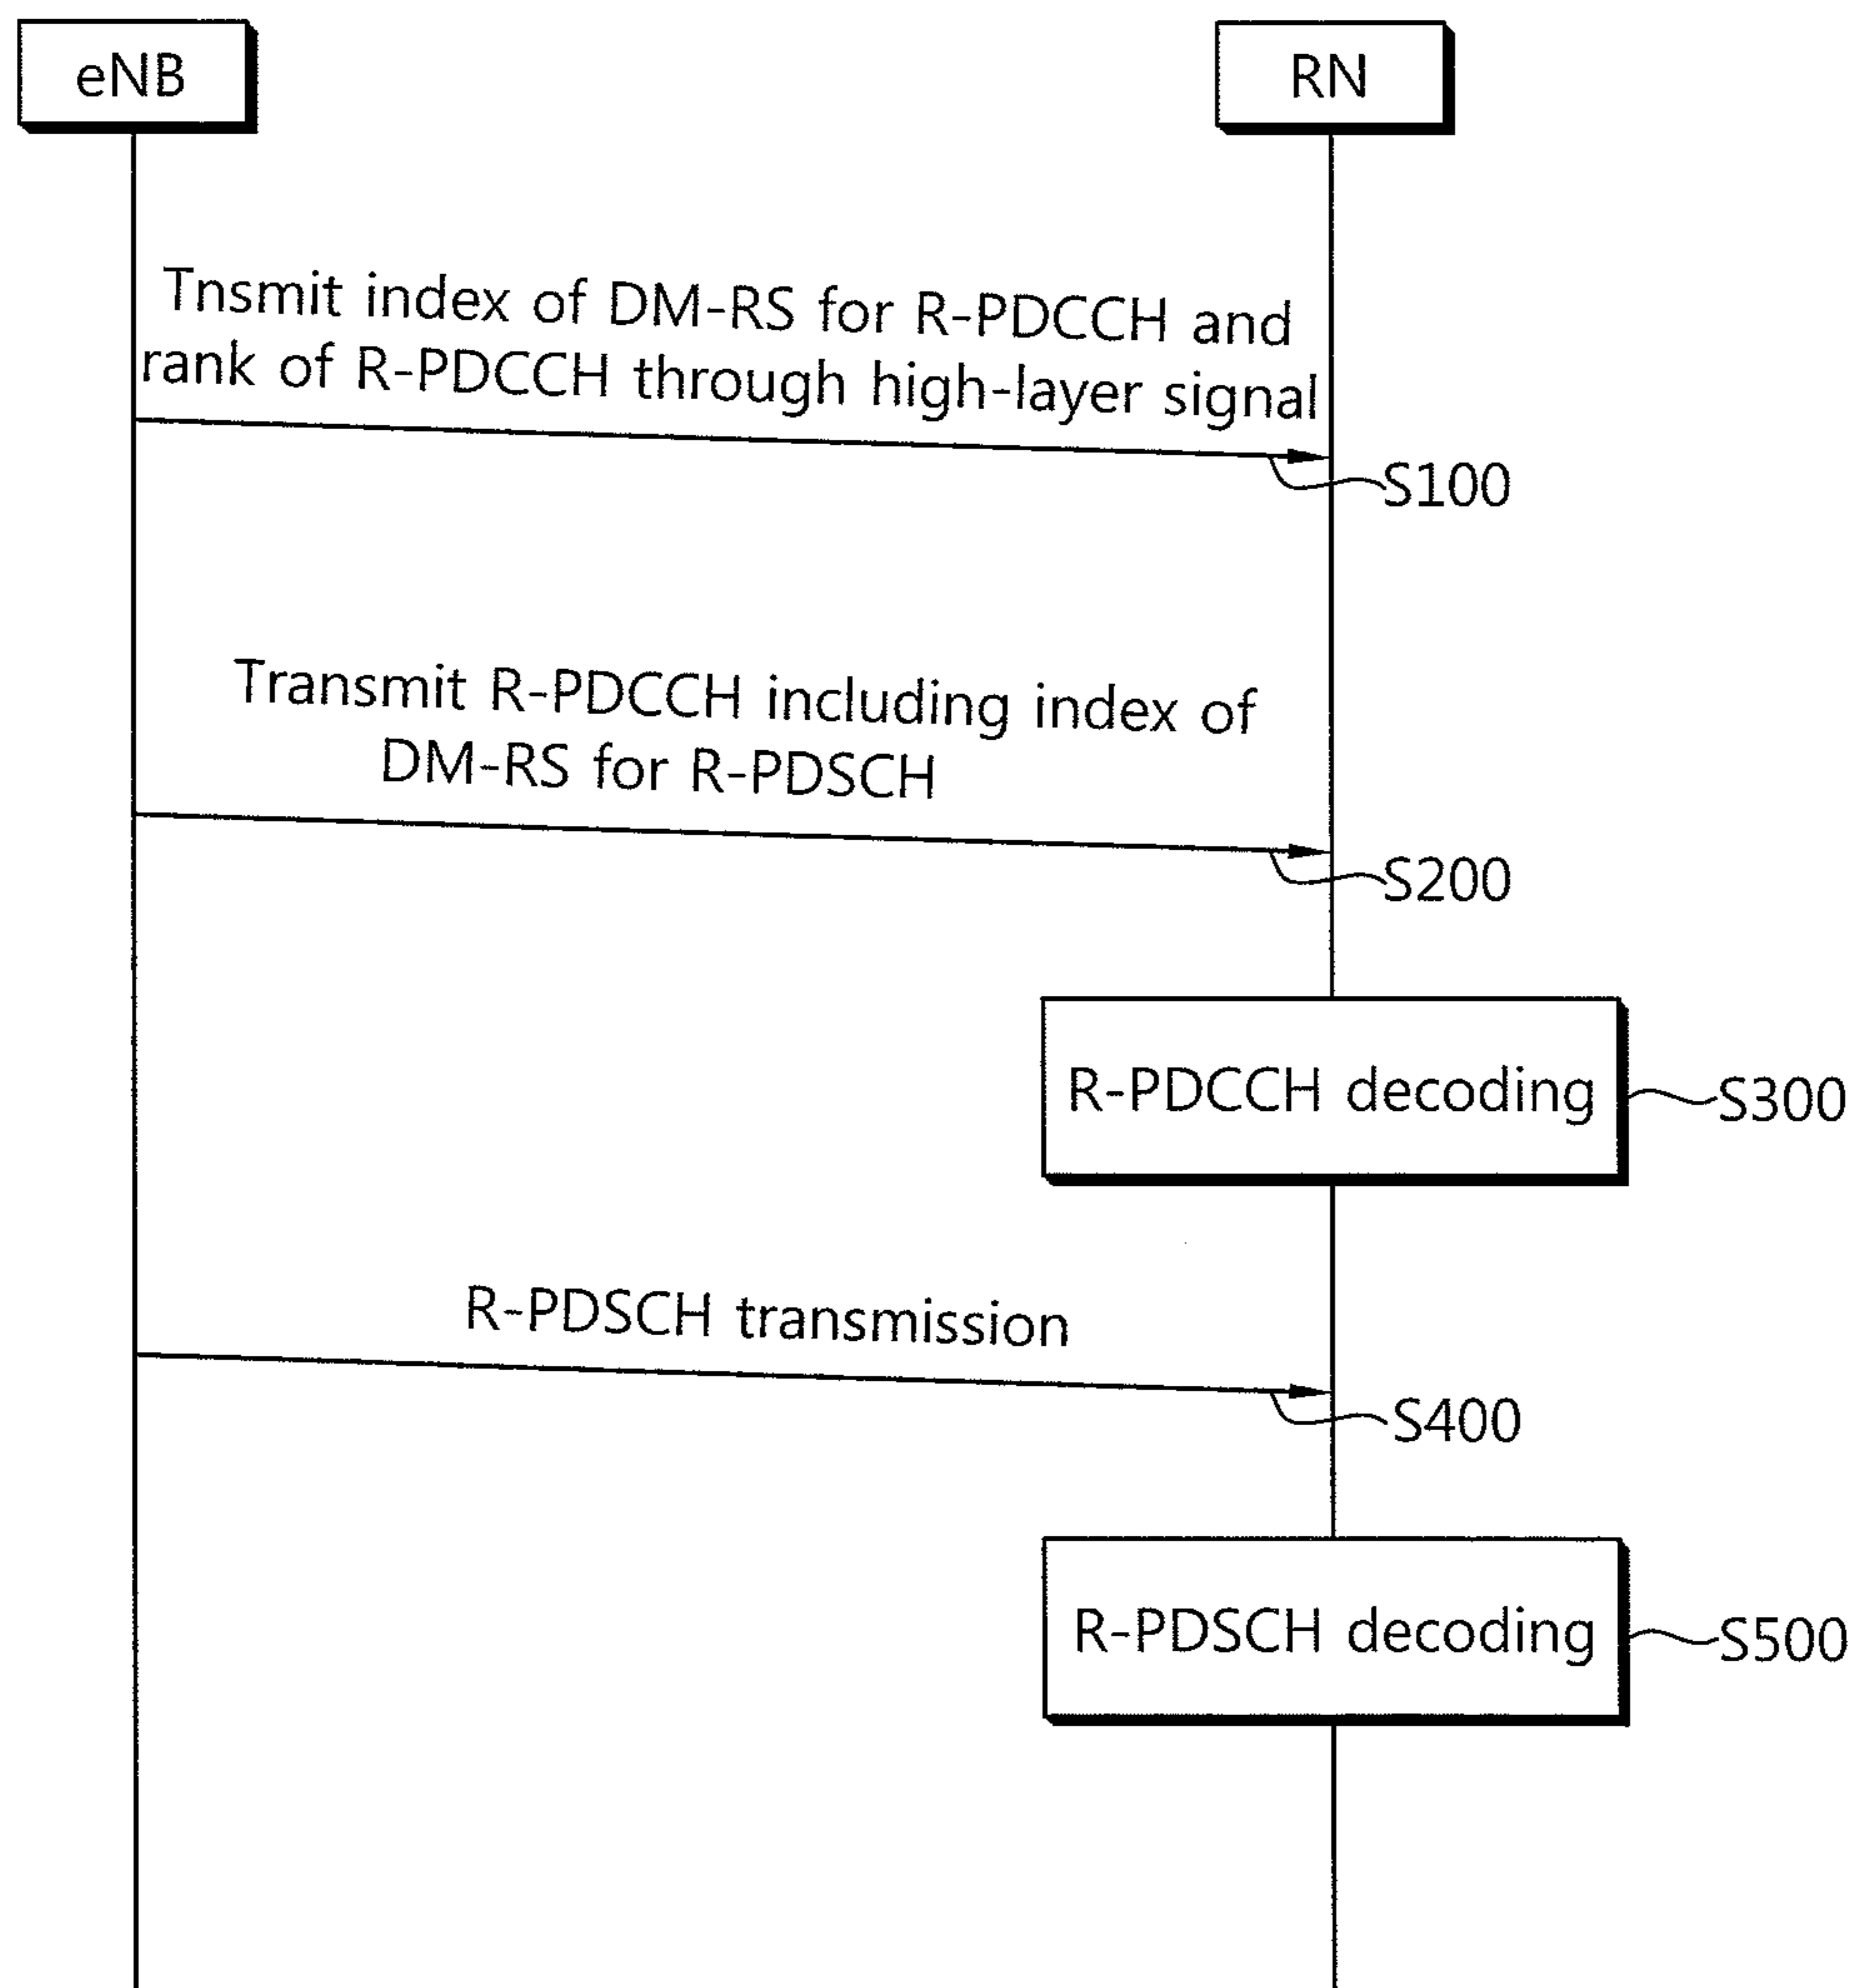 eNB
RN
Tnsmit index of DM-RS for R-PDCCH and
rank of R-PDCCH through high-layer signal
S100
Transmit R-PDCCH including index of
DM-RS for R-PDSCH
S200
R-PDCCH decoding
S300
R-PDSCH transmission
S400
R-PDSCH decoding
S500